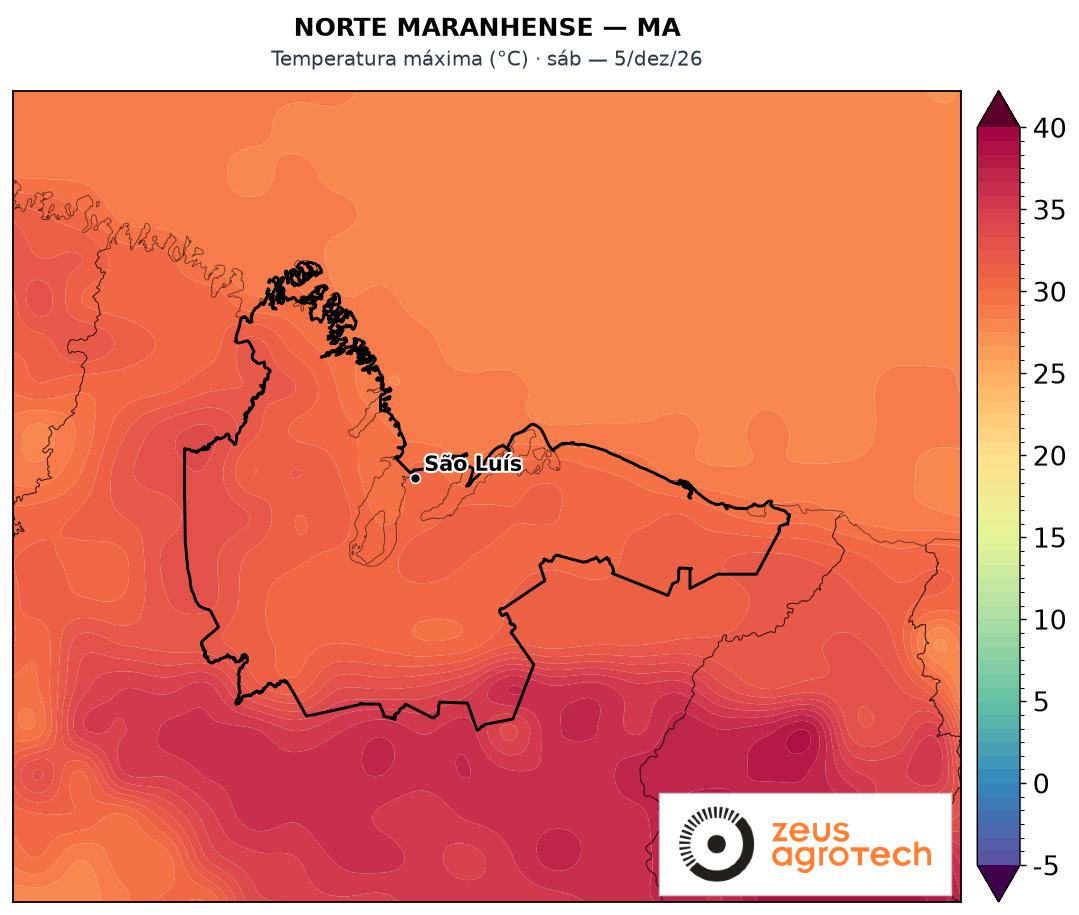 NORTE MARANHENSE — MA
Temperatura máxima (°C) · sáb — 5/dez/26
São Luís
40
35
30
25
20
15
10
5
0
-5
zeus
agrotech